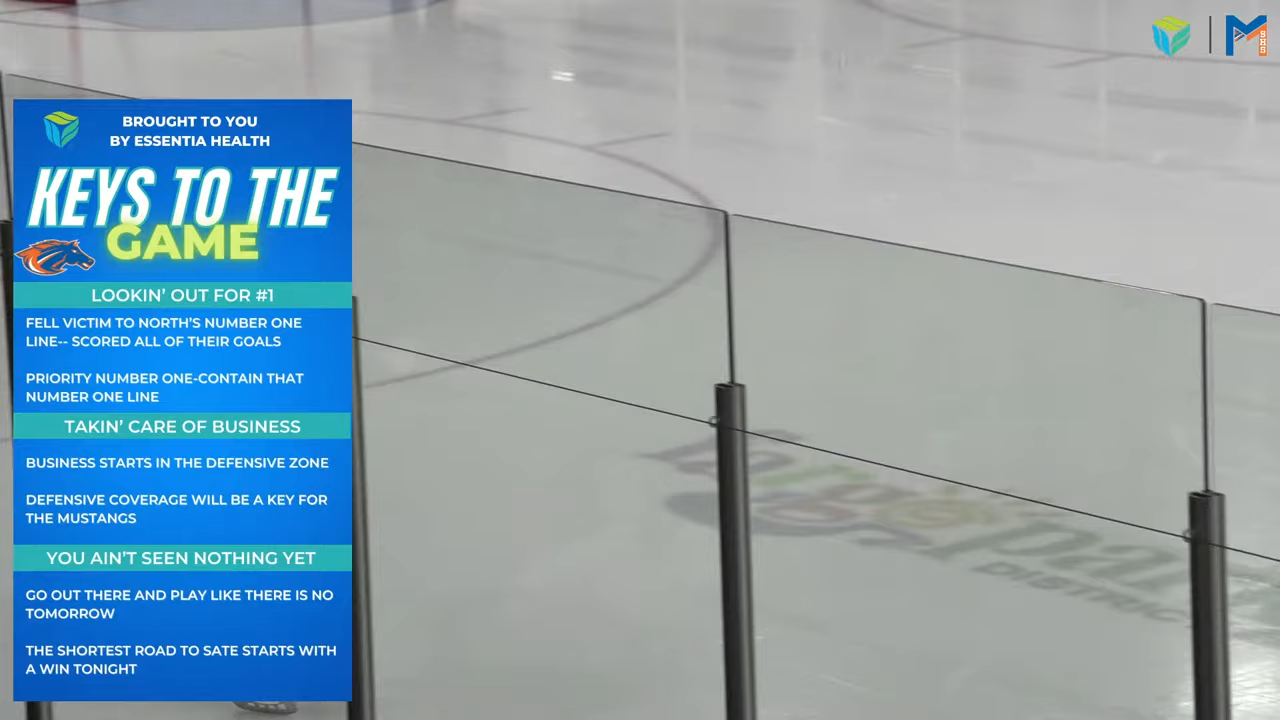 BROUGHT TO YOU
BY ESSENTIA HEALTH
KEYS TO THE
GAME
LOOKIN' OUT FOR #1
FELL VICTIM TO NORTH'S NUMBER ONE
LINE-- SCORED ALL OF THEIR GOALS
PRIORITY NUMBER ONE-CONTAIN THAT
NUMBER ONE LINE
TAKIN' CARE OF BUSINESS
BUSINESS STARTS IN THE DEFENSIVE ZONE
DEFENSIVE COVERAGE WILL BE A KEY FOR
THE MUSTANGS
YOU AIN'T SEEN NOTHING YET
GO OUT THERE AND PLAY LIKE THERE IS NO
TOMORROW
THE SHORTEST ROAD TO SATE STARTS WITH
A WIN TONIGHT
M
SHS
fargo
par
DISTRIC